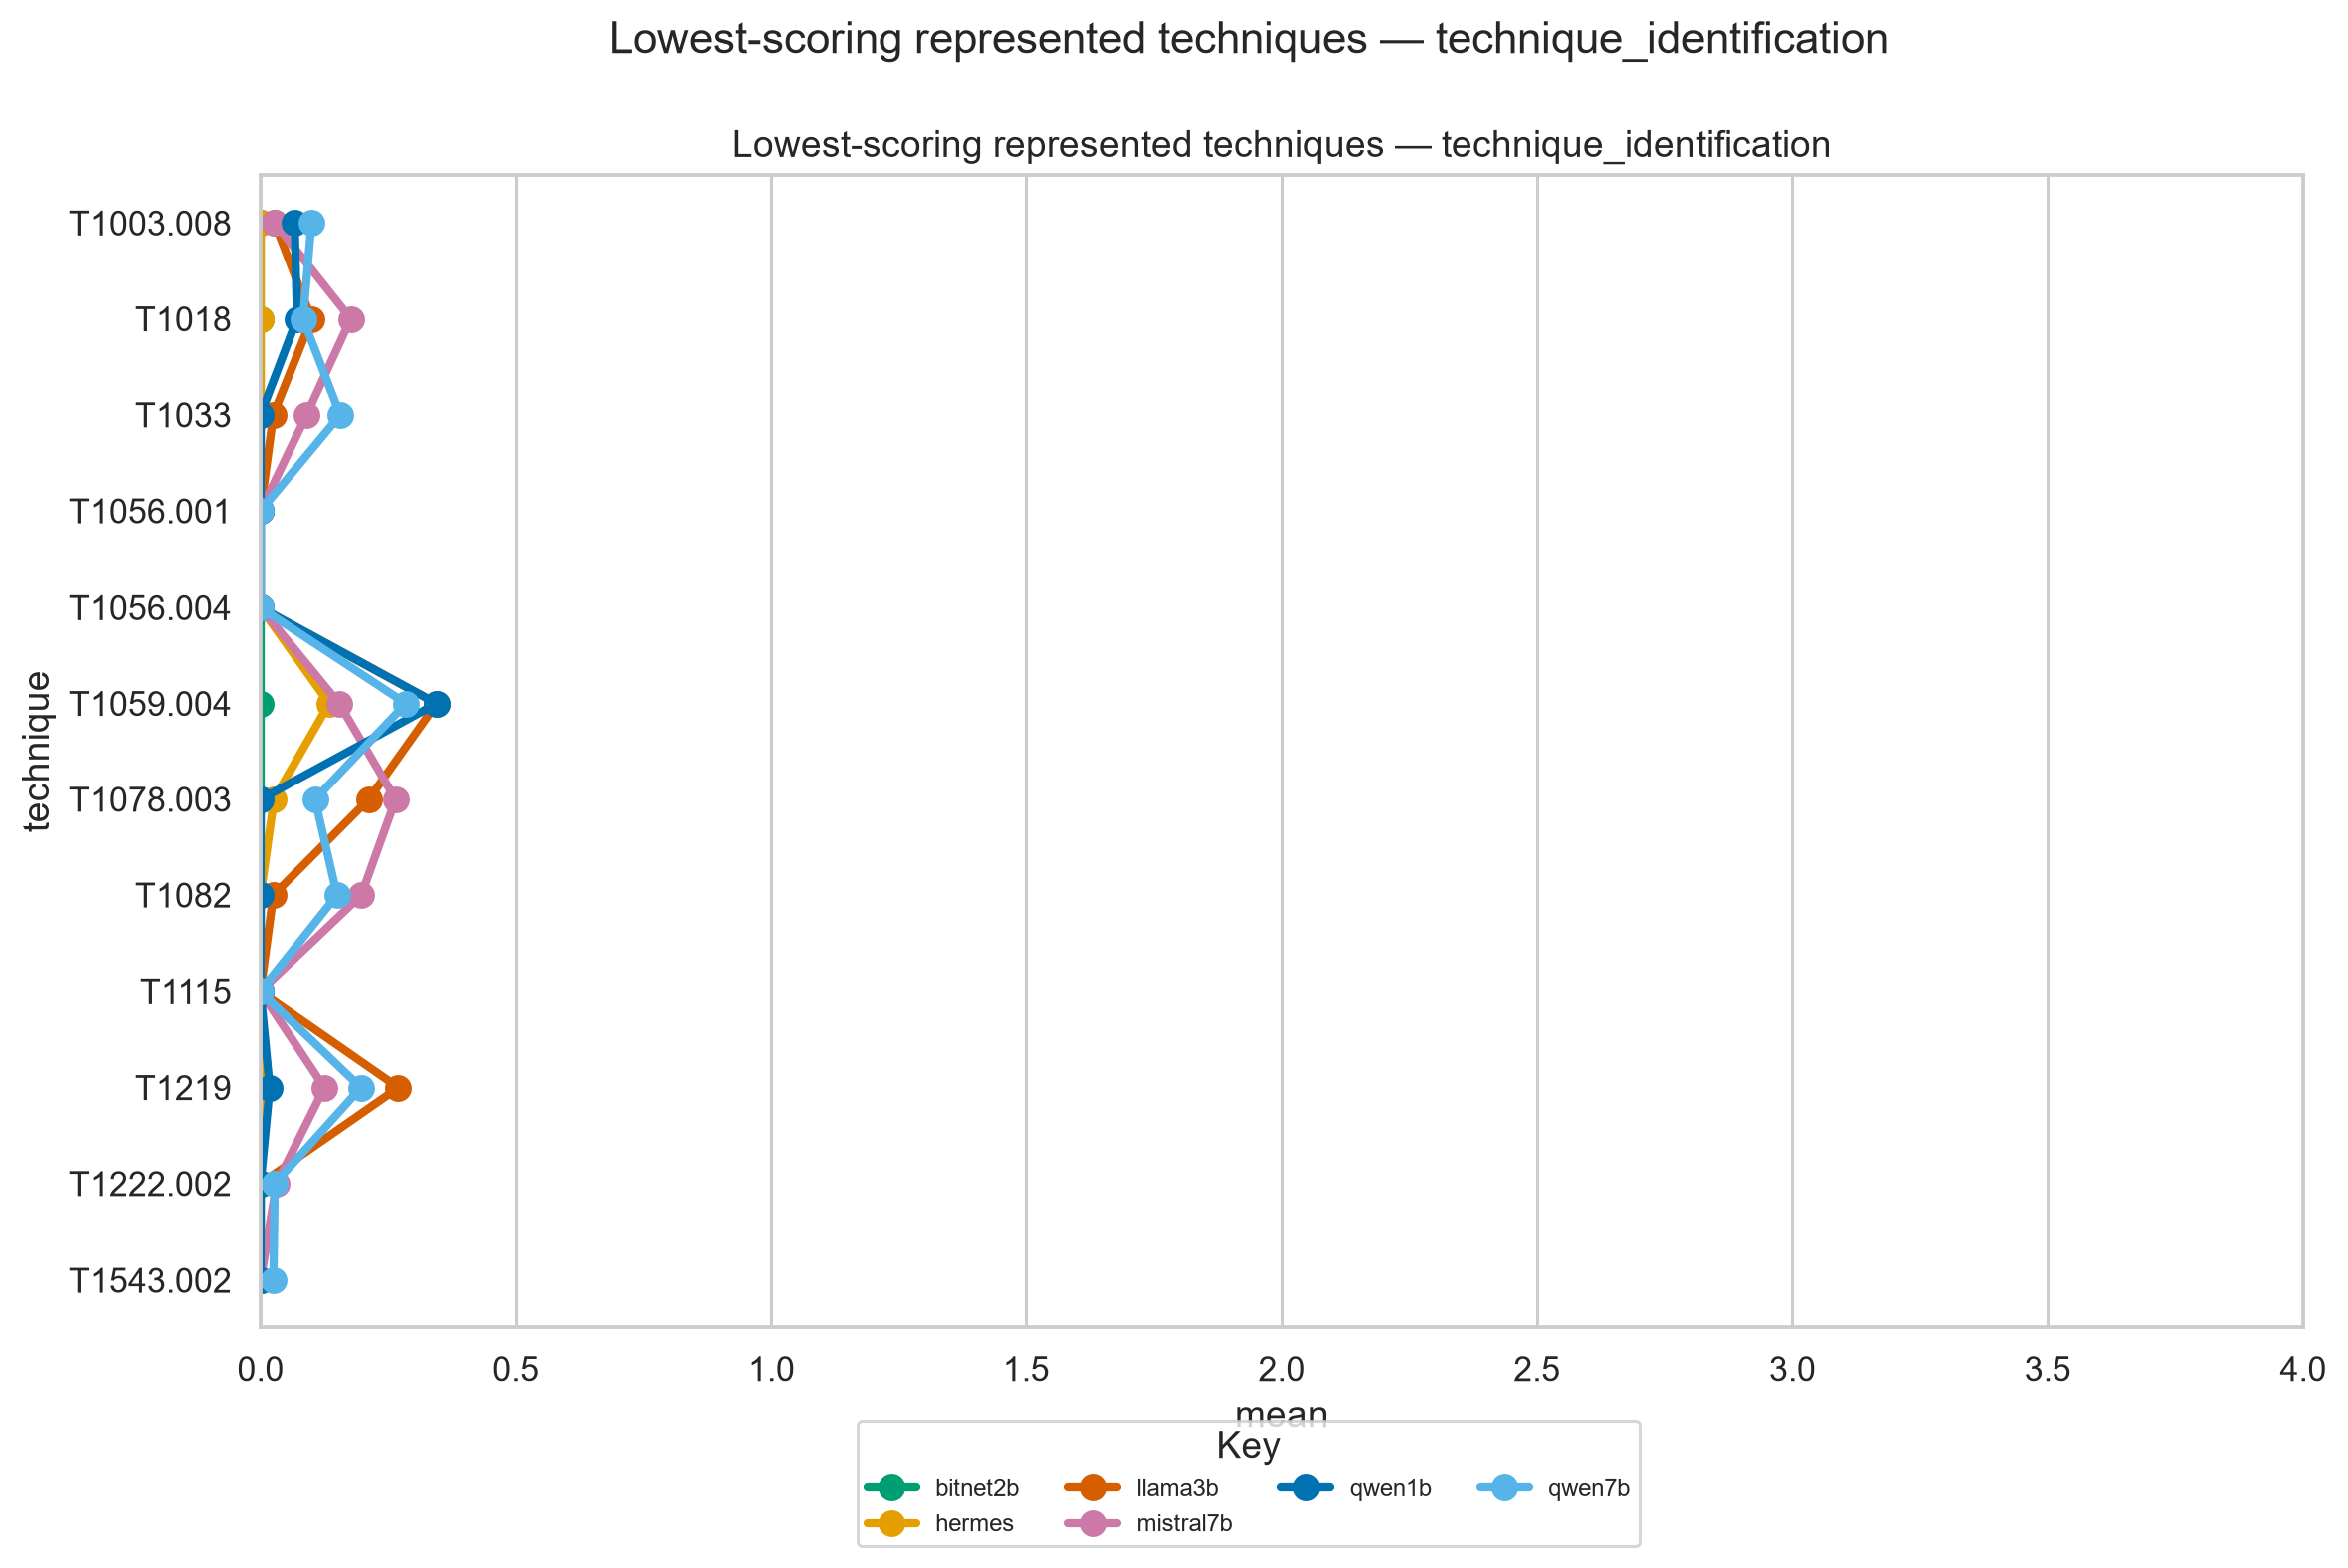 Lowest-scoring represented techniques — technique_identification
Lowest-scoring represented techniques — technique_identification
technique
T1003.008
T1018
T1033
T1056.001
T1056.004
T1059.004
T1078.003
T1082
T1115
T1219
T1222.002
T1543.002
0.0 0.5 1.0 1.5 2.0 2.5 3.0 3.5 4.0
mean
Key
bitnet2b llama3b qwen1b qwen7b
hermes mistral7b